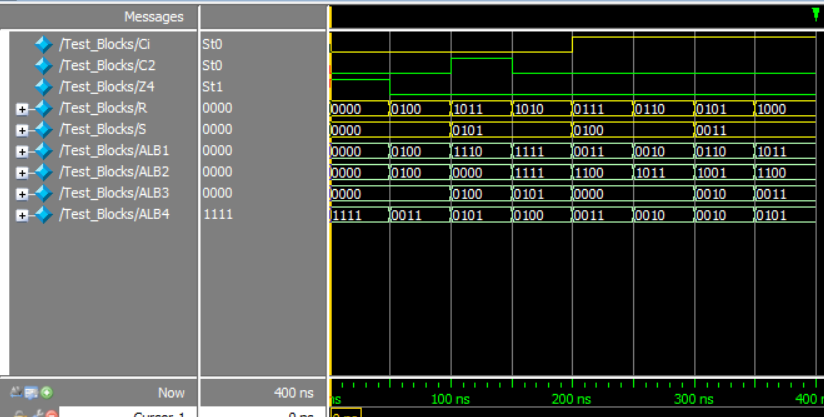 Messages
/Test_Blocks/Ci St0
/Test_Blocks/C2 St0
/Test_Blocks/Z4 St1
/Test_Blocks/R 0000 0000 0100 1011 1010 0111 0110 0101 1000
/Test_Blocks/S 0000 0000 0101 0100 0011
/Test_Blocks/ALB1 0000 0000 0100 1110 1111 0011 0010 0110 1011
/Test_Blocks/ALB2 0000 0000 0100 0000 1111 1100 1011 1001 1100
/Test_Blocks/ALB3 0000 0000 0100 0101 0000 0010 0011
/Test_Blocks/ALB4 1111 1111 0011 0101 0100 0011 0010 0010 0101
Now 400 ns ns 100 ns 200 ns 300 ns 400
Cursor 1 0 ns 0 ns